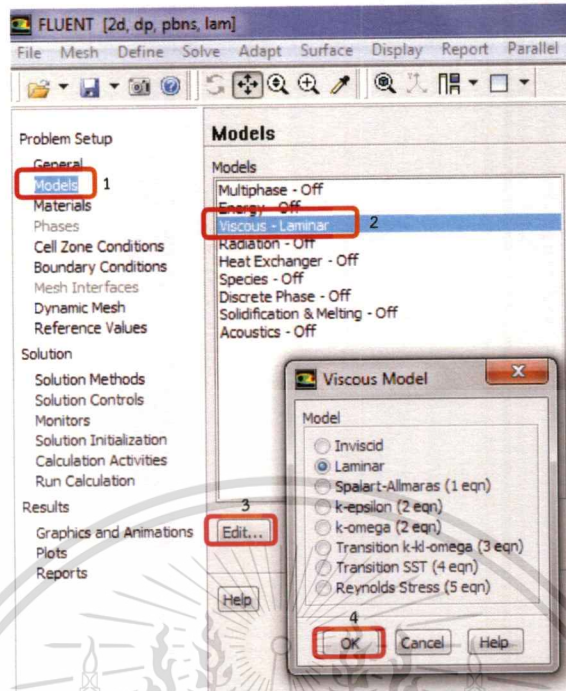 FLUENT [2d, dp, pbns, lam]
File Mesh Define Solve Adapt Surface Display Report Parallel
Problem Setup
General
Models 1
Materials
Phases
Cell Zone Conditions
Boundary Conditions
Mesh Interfaces
Dynamic Mesh
Reference Values
Solution
Solution Methods
Solution Controls
Monitors
Solution Initialization
Calculation Activities
Run Calculation
Results
Graphics and Animations
Plots
Reports
Models
Models
Multiphase - Off
Energy - Off
Viscous - Laminar 2
Radiation - Off
Heat Exchanger - Off
Species - Off
Discrete Phase - Off
Solidification & Melting - Off
Acoustics - Off
3
Edit...
Help
Viscous Model
X
Model
Inviscid
Laminar
Spalart-Allmaras (1 eqn)
k-epsilon (2 eqn)
k-omega (2 eqn)
Transition k-kl-omega (3 eqn)
Transition SST (4 eqn)
Reynolds Stress (5 eqn)
4
OK Cancel Help